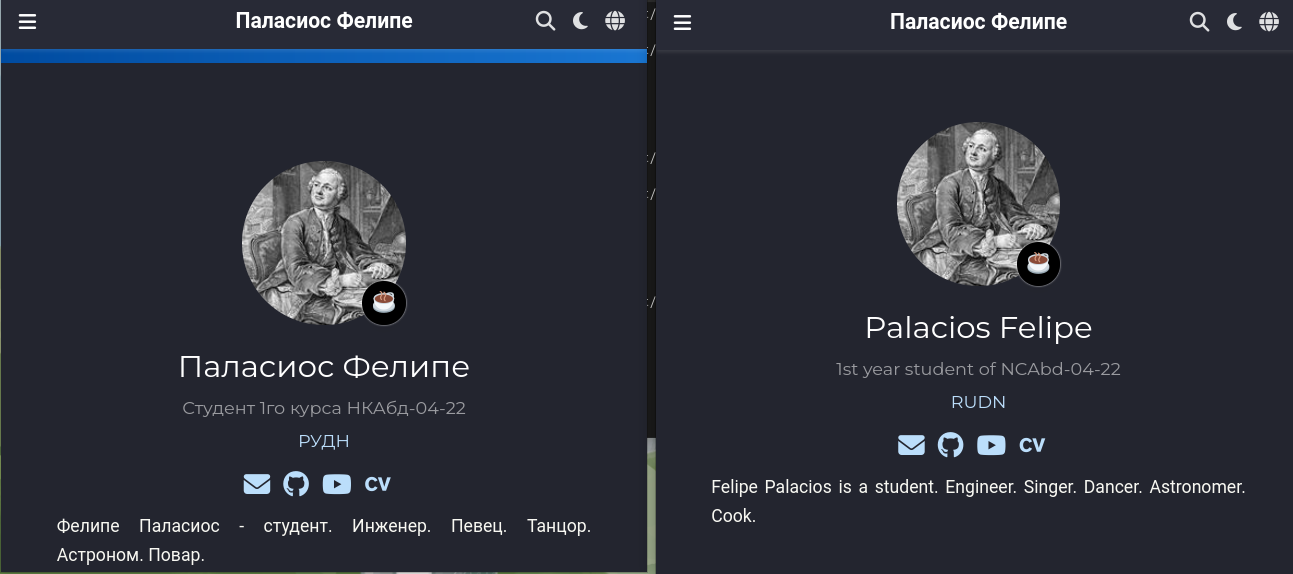 Паласиос Фелипе
Паласиос Фелипе
Студент 1го курса НКАбд-04-22
РУДН
CV
Фелипе Паласиос - студент. Инженер. Певец. Танцор.
Астроном. Повар.
Паласиос Фелипе
Palacios Felipe
1st year student of NCAbd-04-22
RUDN
CV
Felipe Palacios is a student. Engineer. Singer. Dancer. Astronomer.
Cook.